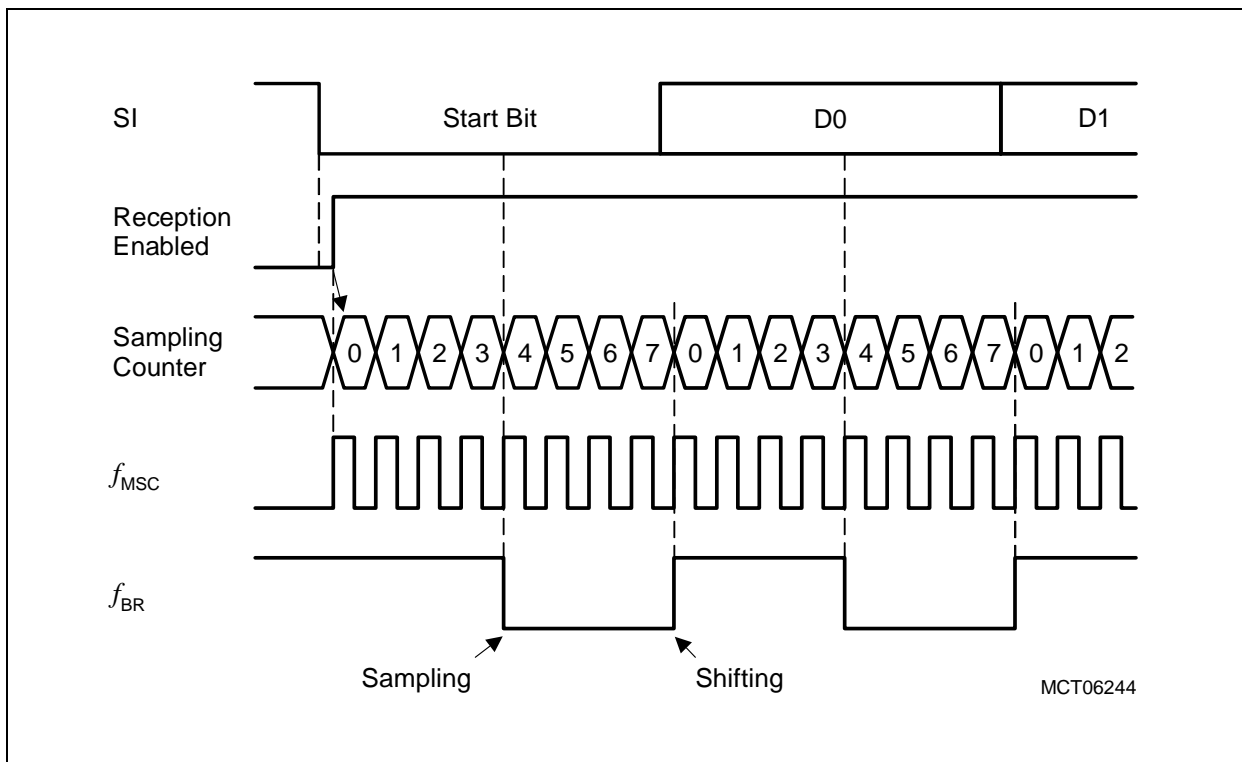 SI
Start Bit
D0
D1
Reception
Enabled
Sampling
Counter
0 1 2 3 4 5 6 7 0 1 2 3 4 5 6 7 0 1 2
fMSC
fBR
Sampling
Shifting
MCT06244